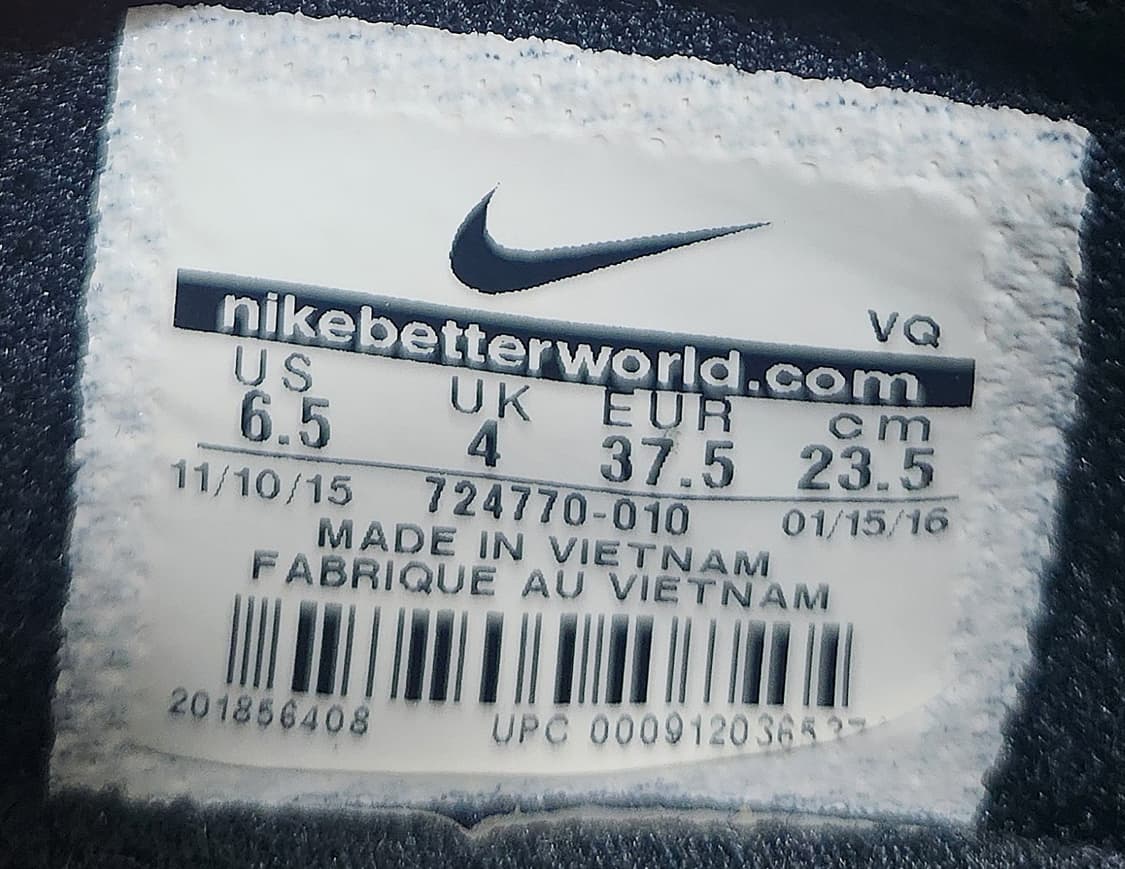 VQ
nikebetterworld.com
US UK EUR cm
6.5 4 37.5 23.5
11/10/15 724770-010 01/15/16
MADE IN VIETNAM
FABRIQUE AU VIETNAM
201856408 UPC